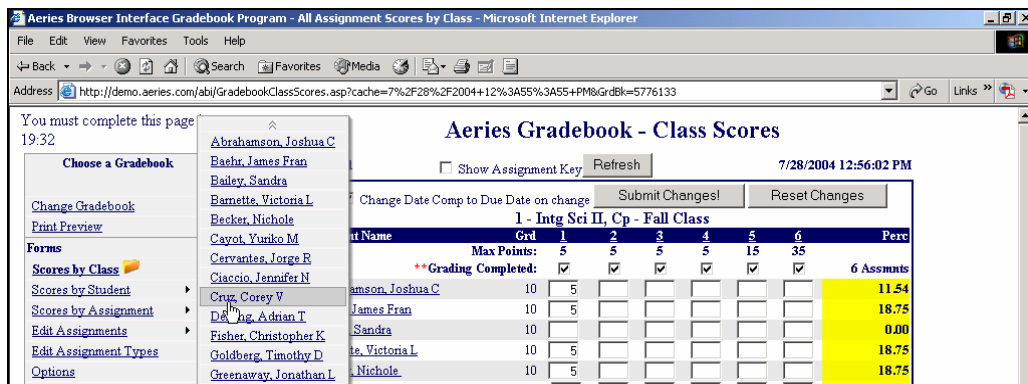 Aeries Browser Interface Gradebook Program - All Assignment Scores by Class - Microsoft Internet Explorer
File Edit View Favorites Tools Help
Back Search Favorites Media
Address http://demo.aeries.com/abi/GradebookClassScores.asp?cache=7%2F28%2F2004+12%3A55%3A55+PM&GrdBk=5776133 Go Links »
You must complete this page
19:32
Choose a Gradebook
Change Gradebook
Print Preview
Forms
Scores by Class
Scores by Student
Scores by Assignment
Edit Assignments
Edit Assignment Types
Options
Abrahamson, Joshua C
Baehr, James Fran
Bailey, Sandra
Barnette, Victoria L
Becker, Nichole
Cayot, Yuriko M
Cervantes, Jorge R
Ciaccio, Jennifer N
Cruz, Corey V
Adrian T
Fisher, Christopher K
Goldberg, Timothy D
Greenaway, Jonathan L
Aeries Gradebook - Class Scores
Show Assignment Key Refresh 7/28/2004 12:56:02 PM
Change Date Comp to Due Date on change Submit Changes! Reset Changes
1 - Intg Sci II, Cp - Fall Class
nt Name Grd 1 2 3 4 5 6 Perc
Max Points: 5 5 5 5 15 35
**Grading Completed: 6 Assmnts
amson, Joshua C 10 5 11.54
James Fran 10 5 18.75
Sandra 10 0.00
te, Victoria L 10 5 18.75
, Nichole 10 5 18.75